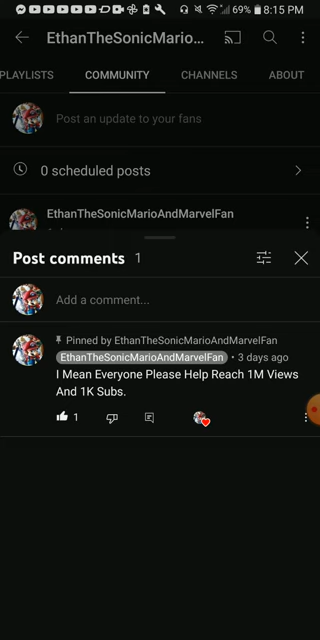 69% 8:15 PM
EthanTheSonicMario...
PLAYLISTS COMMUNITY CHANNELS ABOUT
Post an update to your fans
0 scheduled posts
EthanTheSonicMarioAndMarvelFan
Post comments 1
Add a comment...
Pinned by EthanTheSonicMarioAndMarvelFan
EthanTheSonicMarioAndMarvelFan • 3 days ago
I Mean Everyone Please Help Reach 1M Views
And 1K Subs.
1